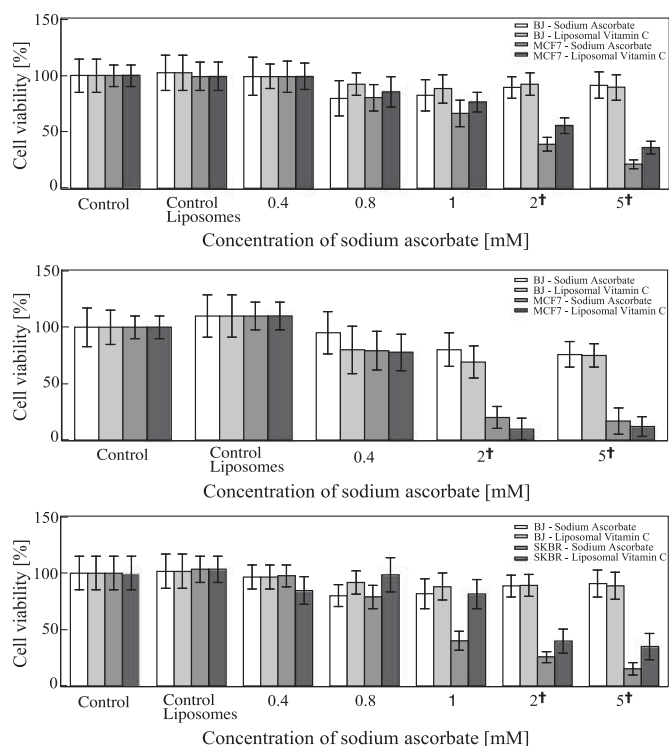 150
100
50
0
Cell viability [%]
BJ - Sodium Ascorbate
BJ - Liposomal Vitamin C
MCF7 - Sodium Ascorbate
MCF7 - Liposomal Vitamin C
Control
Control
Liposomes
0.4
0.8
1
2†
5†
Concentration of sodium ascorbate [mM]
150
100
50
0
Cell viability [%]
BJ - Sodium Ascorbate
BJ - Liposomal Vitamin C
MCF7 - Sodium Ascorbate
MCF7 - Liposomal Vitamin C
Control
Control
Liposomes
0.4
2†
5†
Concentration of sodium ascorbate [mM]
150
100
50
0
Cell viability [%]
BJ - Sodium Ascorbate
BJ - Liposomal Vitamin C
SKBR - Sodium Ascorbate
SKBR - Liposomal Vitamin C
Control
Control
Liposomes
0.4
0.8
1
2†
5†
Concentration of sodium ascorbate [mM]